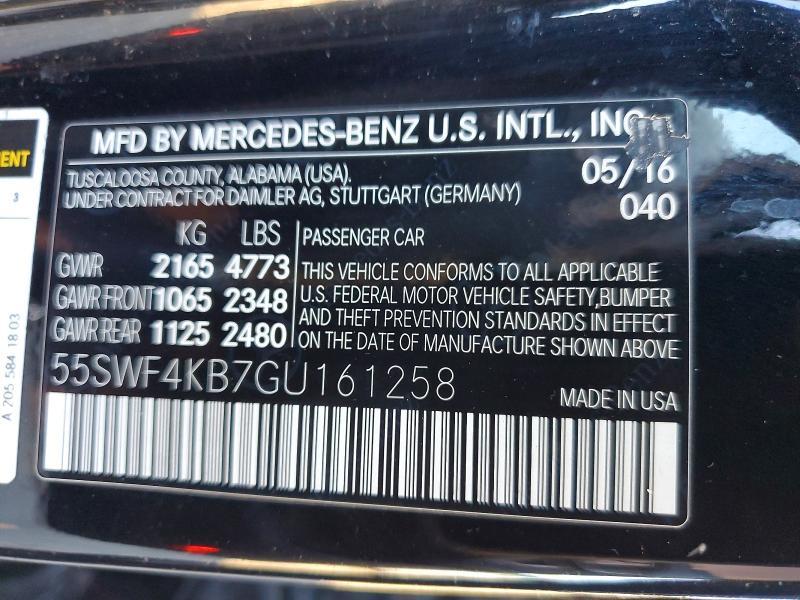 MFD BY MERCEDES-BENZ U.S. INTL., INC
TUSCALOOSA COUNTY, ALABAMA (USA). 05/16
UNDER CONTRACT FOR DAIMLER AG, STUTTGART (GERMANY) 040
KG LBS PASSENGER CAR
GVWR 2165 4773 THIS VEHICLE CONFORMS TO ALL APPLICABLE
GAWR FRONT 1065 2348 U.S. FEDERAL MOTOR VEHICLE SAFETY, BUMPER
GAWR REAR 1125 2480 AND THEFT PREVENTION STANDARDS IN EFFECT
ON THE DATE OF MANUFACTURE SHOWN ABOVE
55SWF4KB7GU161258
MADE IN USA
3
A 205 584 18 03